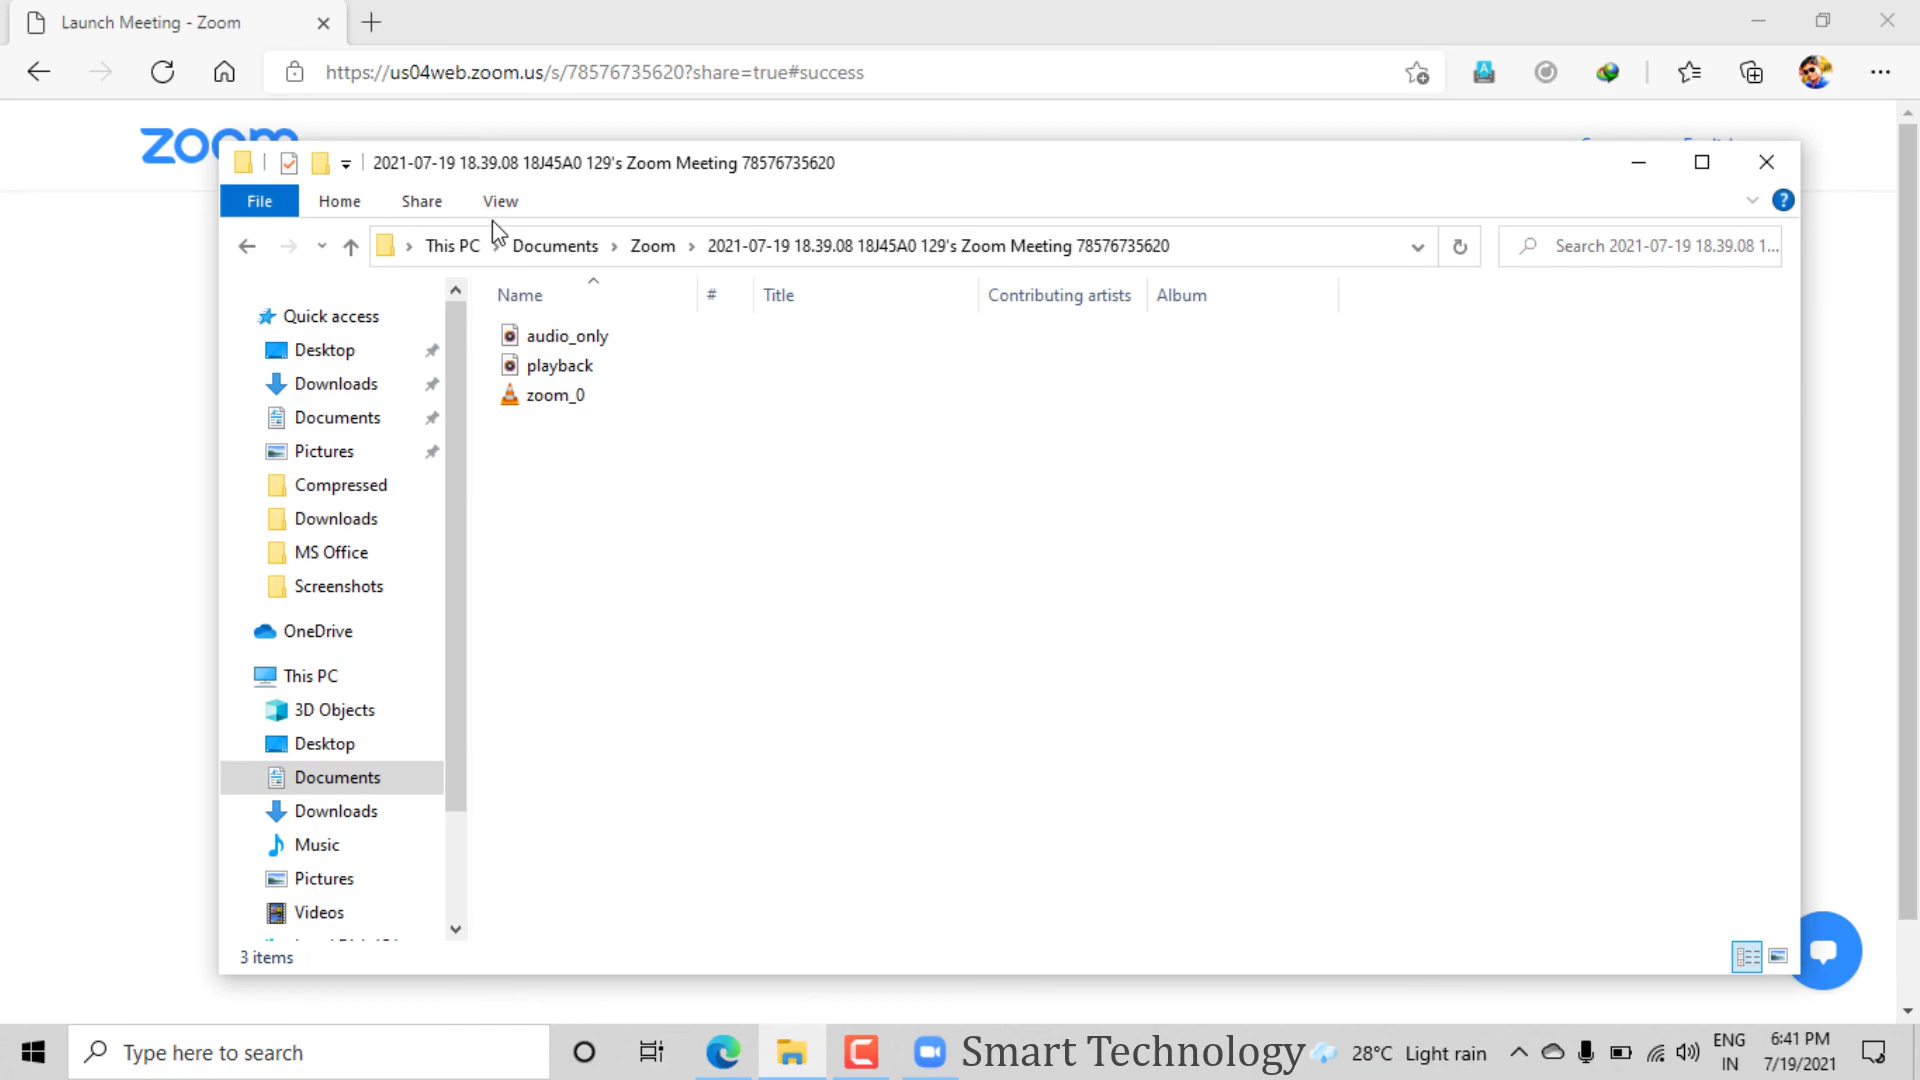 Launch Meeting - Zoom
https://us04web.zoom.us/s/78576735620?share=true#success
zoom
2021-07-19 18.39.08 18J45A0 129's Zoom Meeting 78576735620
File Home Share View
This PC Documents Zoom 2021-07-19 18.39.08 18J45A0 129's Zoom Meeting 78576735620
Search 2021-07-19 18.39.08 1...
Name # Title Contributing artists Album
audio_only
playback
zoom_0
Quick access
Desktop
Downloads
Documents
Pictures
Compressed
Downloads
MS Office
Screenshots
OneDrive
This PC
3D Objects
Desktop
Documents
Downloads
Music
Pictures
Videos
3 items
Type here to search
Smart Technology
28°C Light rain
ENG
IN
6:41 PM
7/19/2021